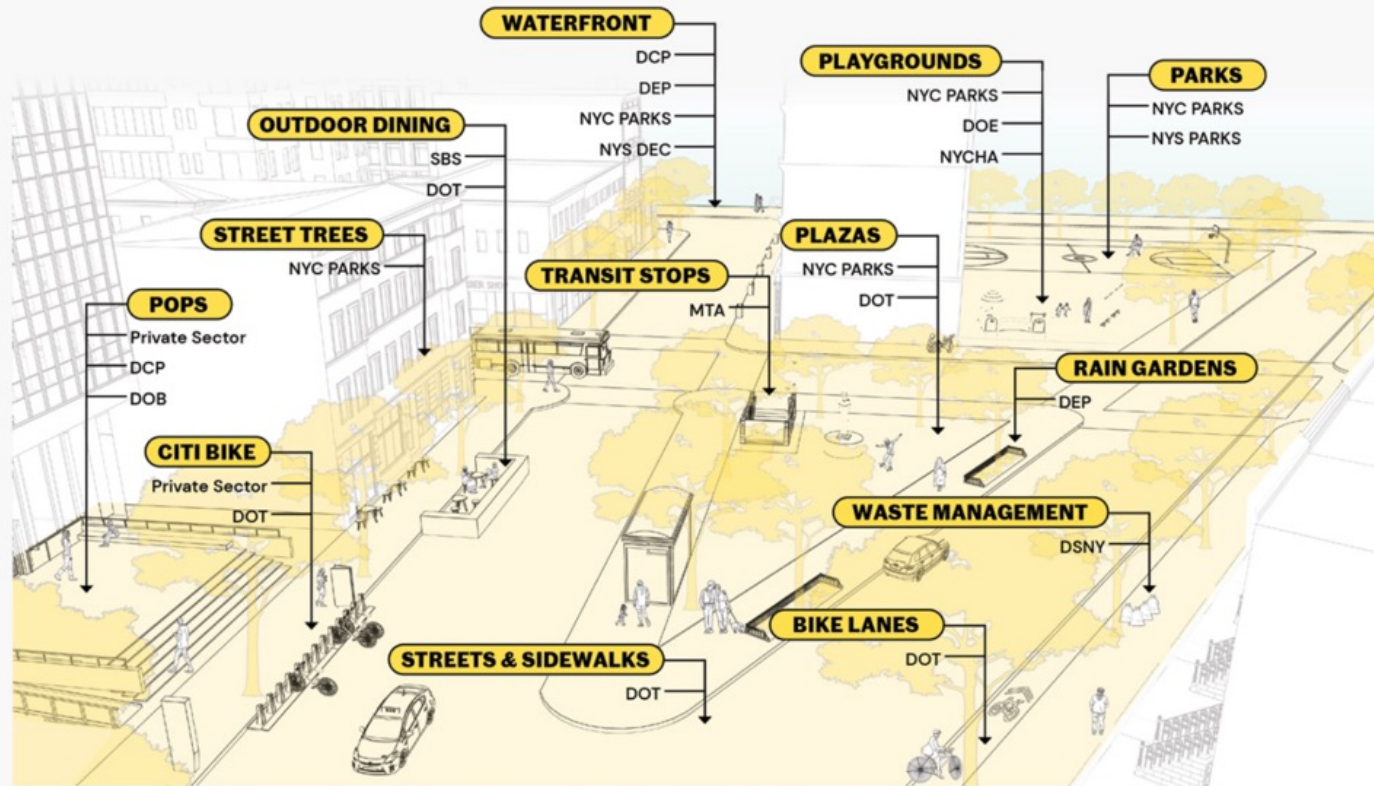 WATERFRONT
DCP
DEP
NYC PARKS
NYS DEC
PLAYGROUNDS
NYC PARKS
DOE
NYCHA
PARKS
NYC PARKS
NYS PARKS
OUTDOOR DINING
SBS
DOT
STREET TREES
NYC PARKS
PLAZAS
NYC PARKS
DOT
TRANSIT STOPS
MTA
POPS
Private Sector
DCP
DOB
RAIN GARDENS
DEP
CITI BIKE
Private Sector
DOT
WASTE MANAGEMENT
DSNY
BIKE LANES
DOT
STREETS & SIDEWALKS
DOT